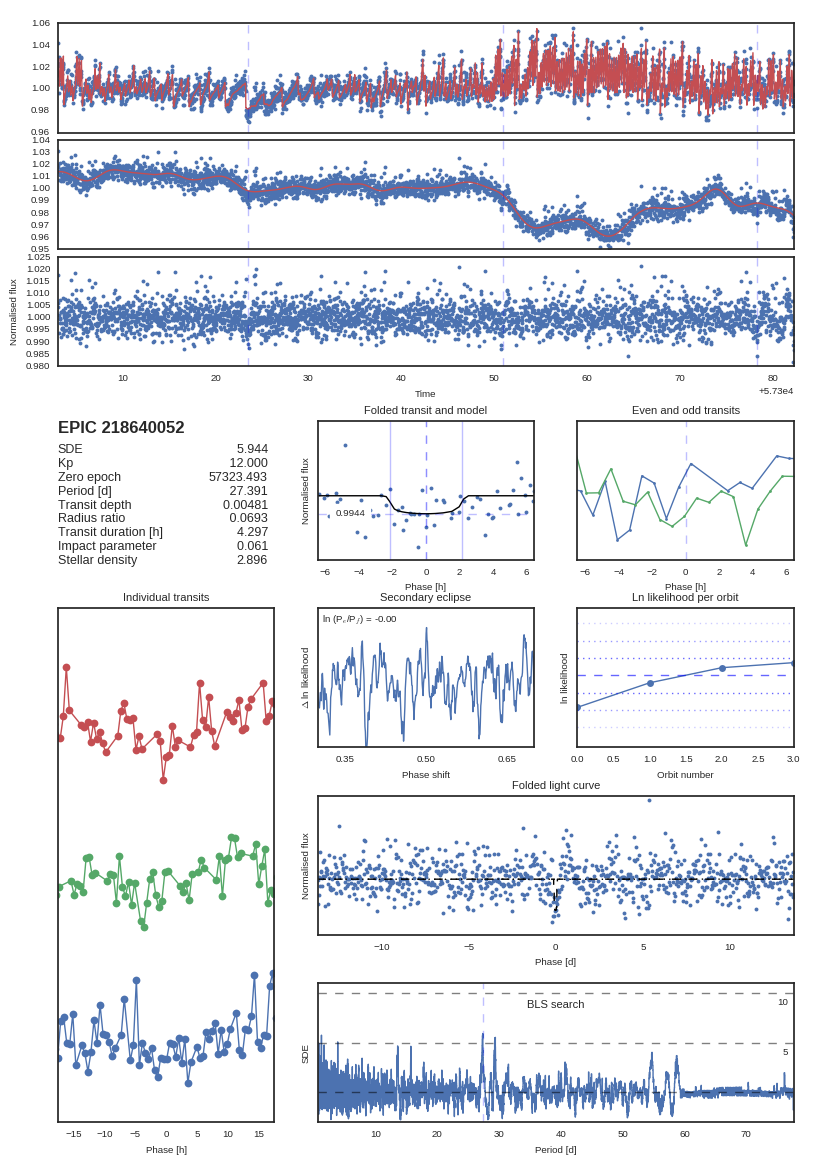 1.06
1.04
1.02
1.00
0.98
0.96
1.04
1.03
1.02
1.01
1.00
0.99
0.98
0.97
0.96
0.95
1.025
1.020
1.015
1.010
1.005
1.000
0.995
0.990
0.985
0.980
Normalised flux
10 20 30 40 50 60 70 80
Time
+5.73e4
EPIC 218640052
SDE 5.944
Kp 12.000
Zero epoch 57323.493
Period [d] 27.391
Transit depth 0.00481
Radius ratio 0.0693
Transit duration [h] 4.297
Impact parameter 0.061
Stellar density 2.896
Folded transit and model
Normalised flux
0.9944
−6 −4 −2 0 2 4 6
Phase [h]
Even and odd transits
−6 −4 −2 0 2 4 6
Phase [h]
Individual transits
−15 −10 −5 0 5 10 15
Phase [h]
Secondary eclipse
ln (Pₑ/P𝑓) = -0.00
Δ ln likelihood
0.35 0.50 0.65
Phase shift
Ln likelihood per orbit
ln likelihood
0.0 0.5 1.0 1.5 2.0 2.5 3.0
Orbit number
Folded light curve
Normalised flux
−10 −5 0 5 10
Phase [d]
BLS search
10
5
SDE
10 20 30 40 50 60 70
Period [d]